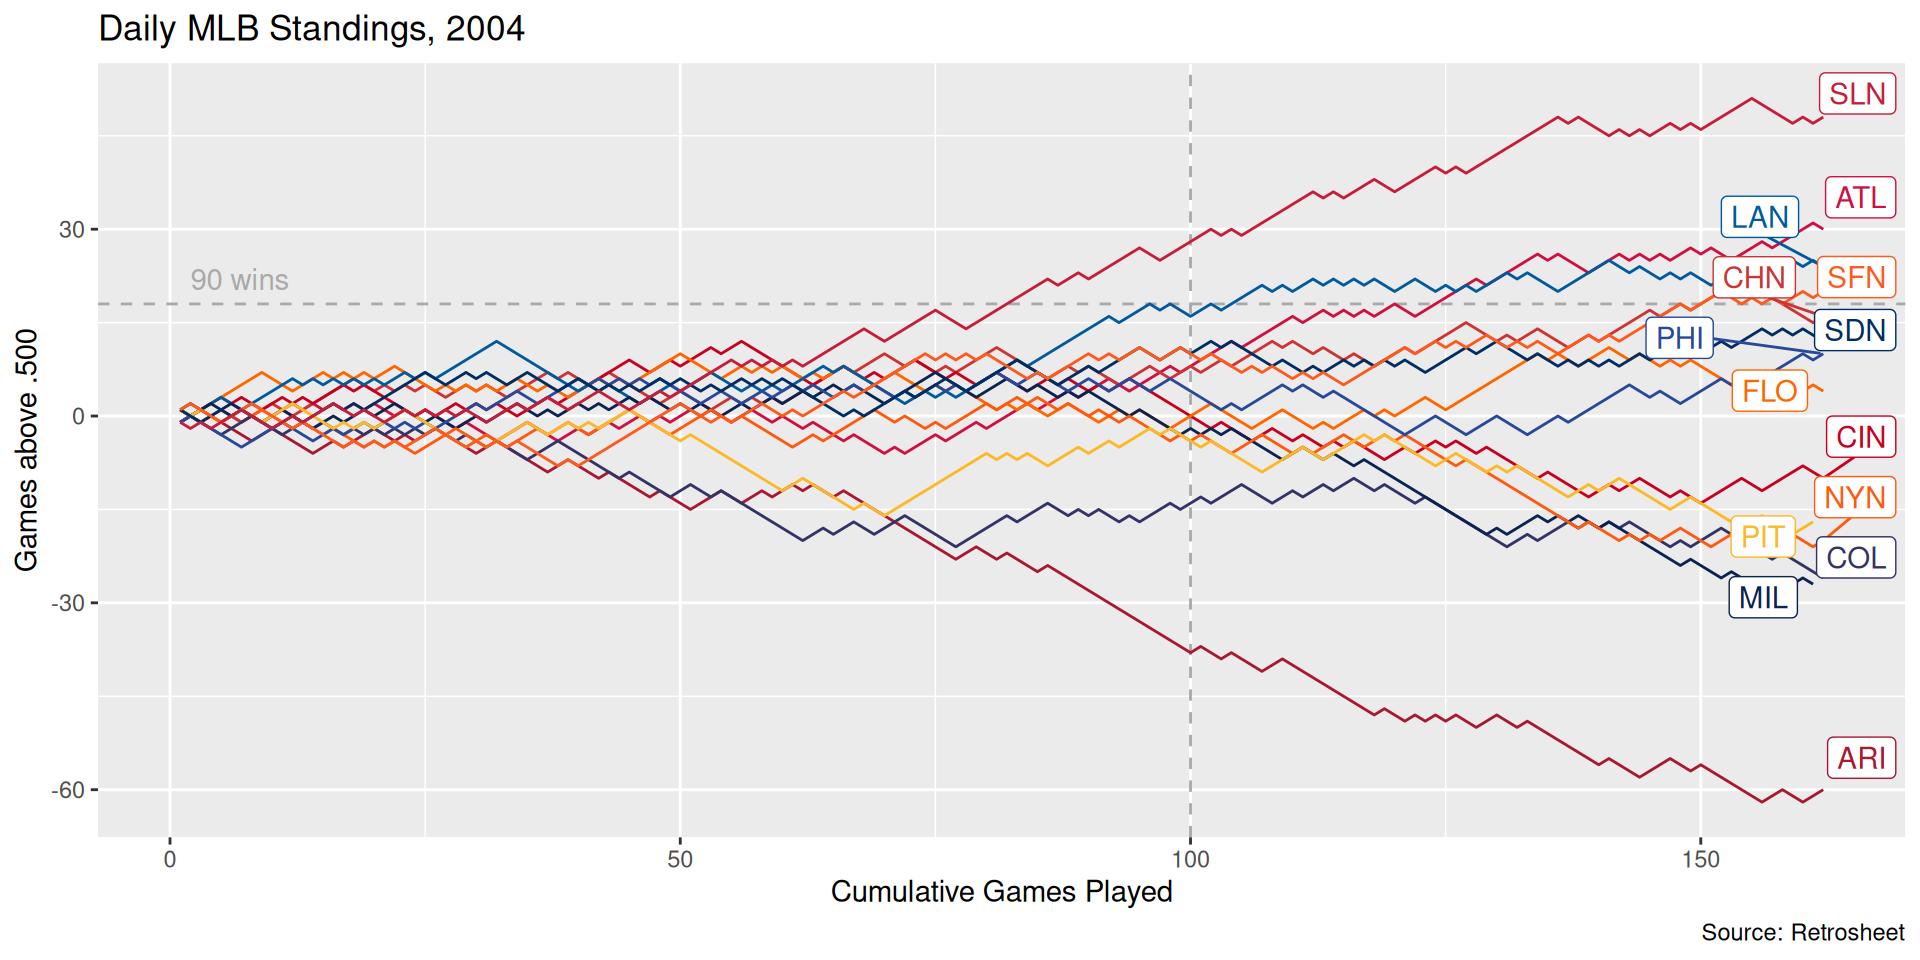 Daily MLB Standings, 2004
Games above .500
30
0
-30
-60
90 wins
SLN
ATL
LAN
CHN
SFN
SDN
PHI
FLO
CIN
NYN
PIT
COL
MIL
ARI
0
50
100
150
Cumulative Games Played
Source: Retrosheet